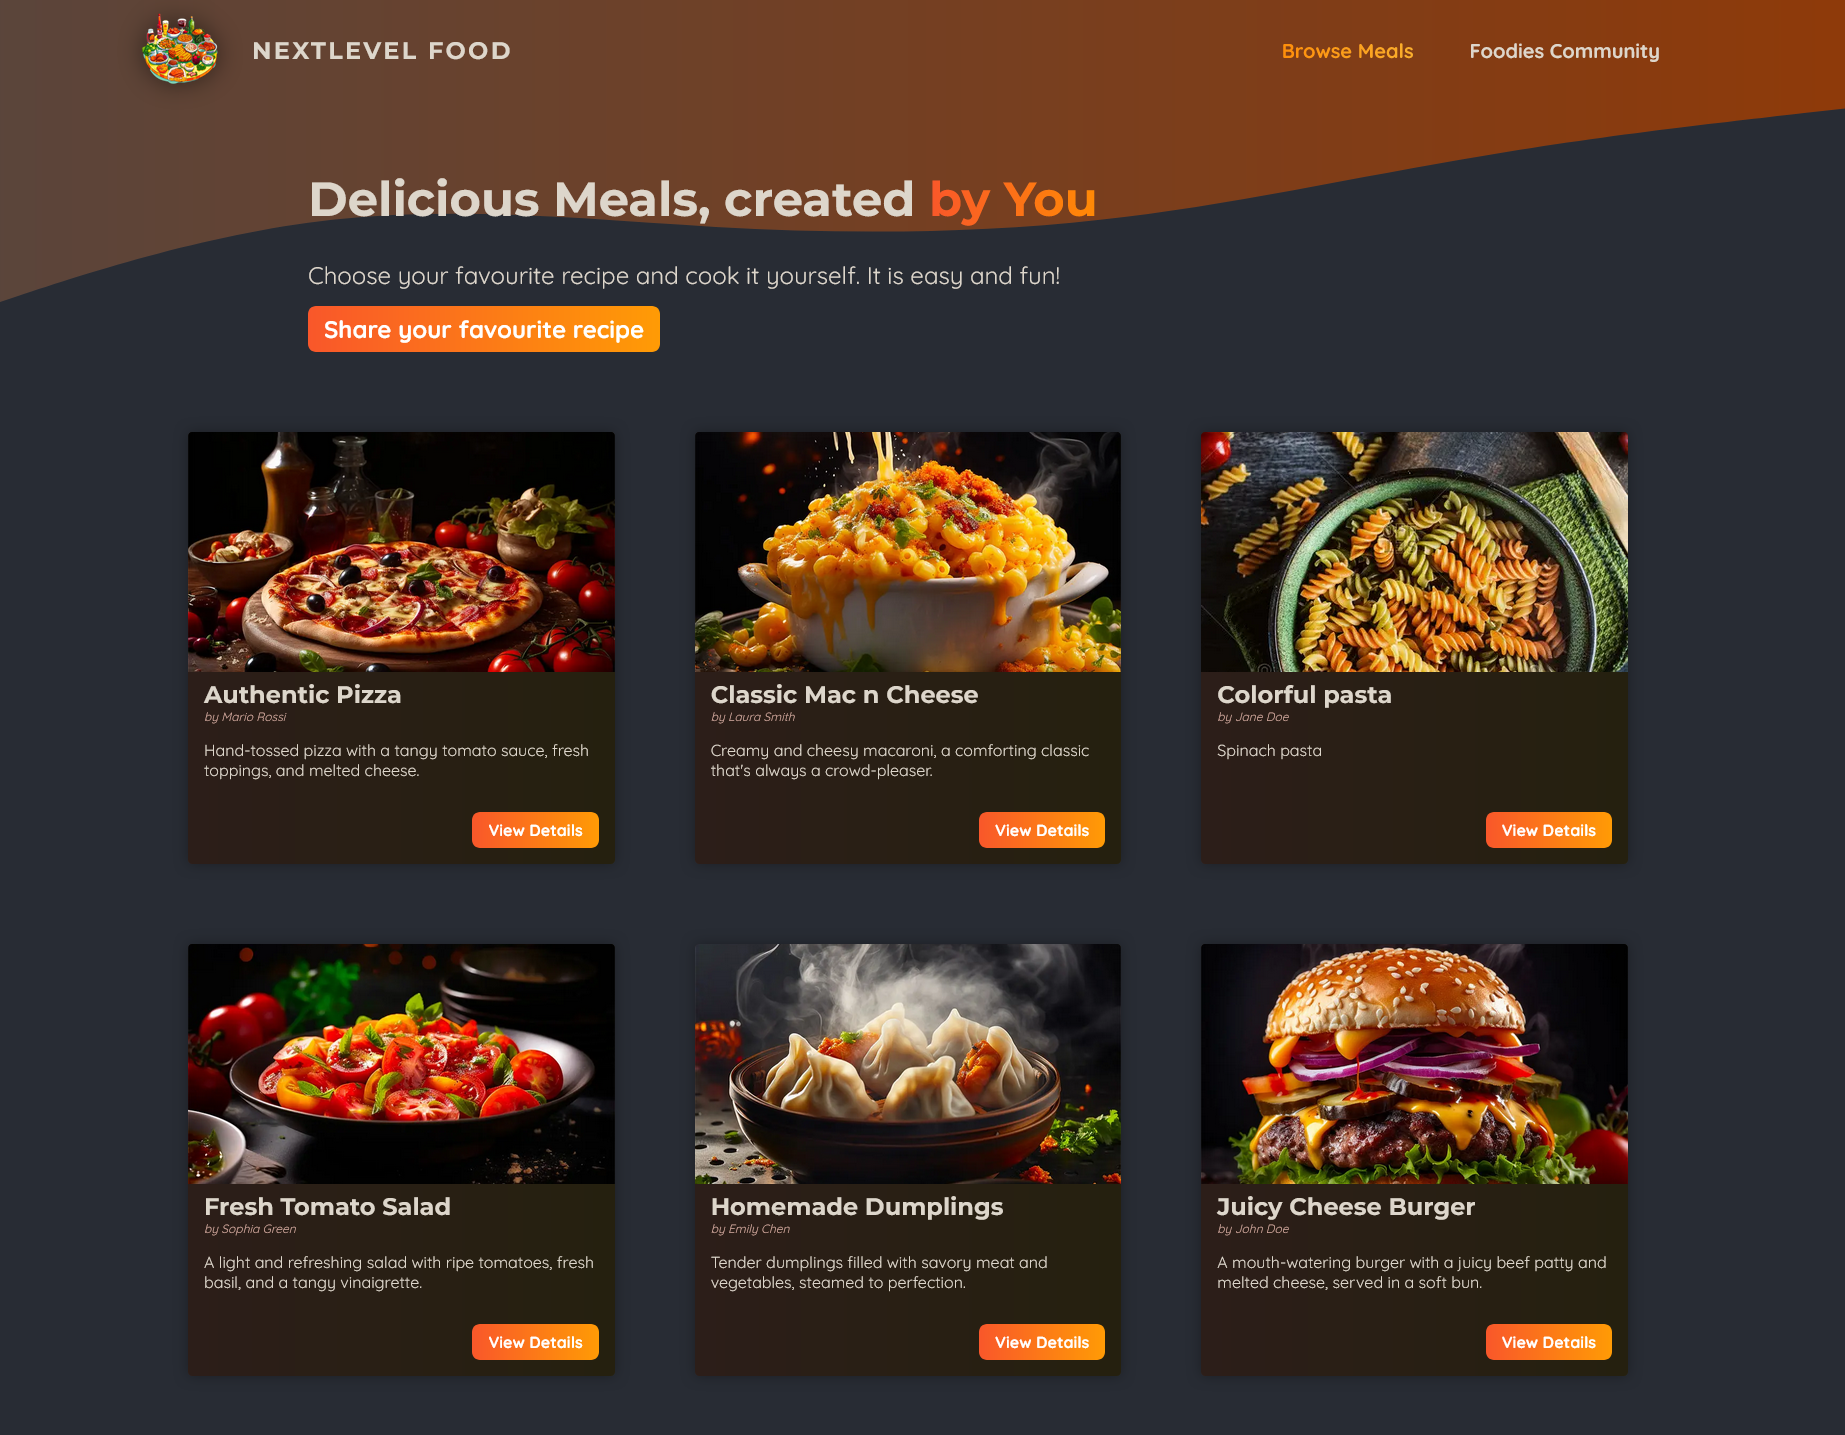 NEXTLEVEL FOOD
Browse Meals
Foodies Community
Delicious Meals, created by You
Choose your favourite recipe and cook it yourself. It is easy and fun!
Share your favourite recipe
Authentic Pizza
by Mario Rossi
Hand-tossed pizza with a tangy tomato sauce, fresh
toppings, and melted cheese.
View Details
Classic Mac n Cheese
by Laura Smith
Creamy and cheesy macaroni, a comforting classic
that's always a crowd-pleaser.
View Details
Colorful pasta
by Jane Doe
Spinach pasta
View Details
Fresh Tomato Salad
by Sophia Green
A light and refreshing salad with ripe tomatoes, fresh
basil, and a tangy vinaigrette.
View Details
Homemade Dumplings
by Emily Chen
Tender dumplings filled with savory meat and
vegetables, steamed to perfection.
View Details
Juicy Cheese Burger
by John Doe
A mouth-watering burger with a juicy beef patty and
melted cheese, served in a soft bun.
View Details